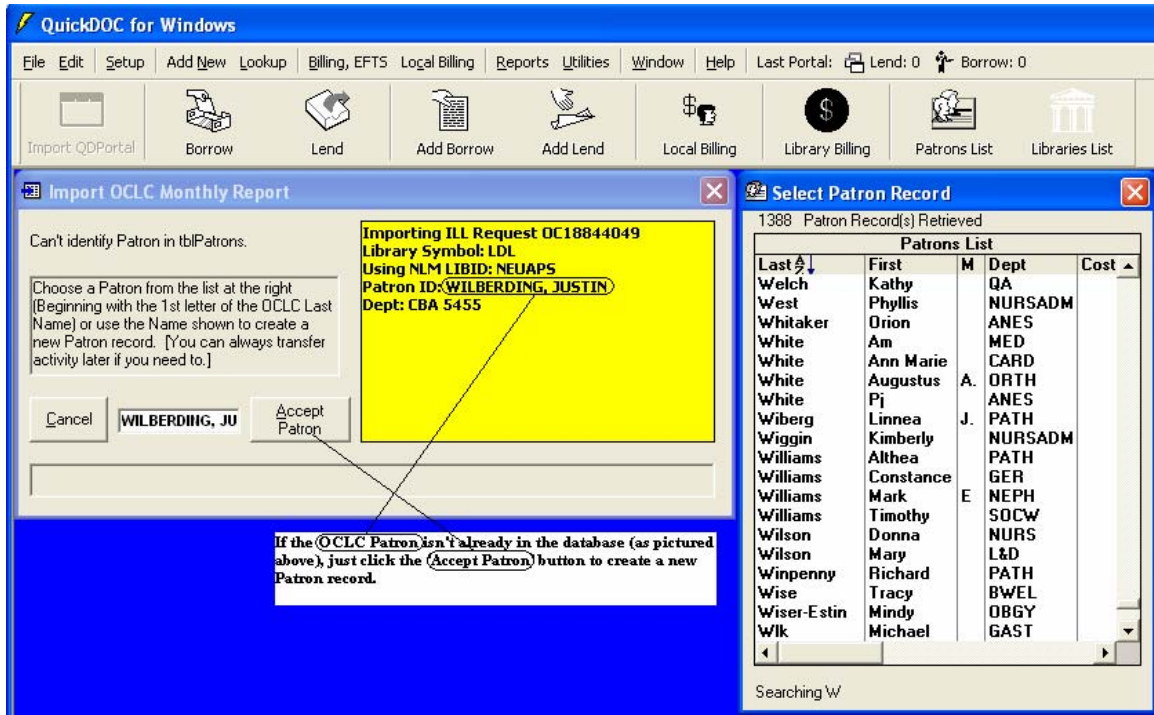 QuickDOC for Windows
File Edit Setup Add New Lookup Billing, EFTS Local Billing Reports Utilities Window Help Last Portal: Lend: 0 Borrow: 0
Import QDPortal Borrow Lend Add Borrow Add Lend Local Billing Library Billing Patrons List Libraries List
Import OCLC Monthly Report
Can't identify Patron in tblPatrons.
Choose a Patron from the list at the right
(Beginning with the 1st letter of the OCLC Last
Name) or use the Name shown to create a
new Patron record. [You can always transfer
activity later if you need to.]
Cancel WILBERDING, JU Accept
Patron
Importing ILL Request OC18844049
Library Symbol: LDL
Using NLM LIBID: NEUAPS
Patron ID: WILBERDING, JUSTIN
Dept: CBA 5455
If the OCLC Patron isn't already in the database (as pictured
above), just click the Accept Patron button to create a new
Patron record.
Select Patron Record
1388 Patron Record(s) Retrieved
Patrons List
Last First M Dept Cost
Welch Kathy QA
West Phyllis NURSADM
Whitaker Orion ANES
White Am MED
White Ann Marie CARD
White Augustus A. ORTH
White Pj ANES
Wiberg Linnea J. PATH
Wiggin Kimberly NURSADM
Williams Althea PATH
Williams Constance GER
Williams Mark E NEPH
Williams Timothy SOCW
Wilson Donna NURS
Wilson Mary L&D
Winpenny Richard PATH
Wise Tracy BWEL
Wiser-Estin Mindy OBGY
Wlk Michael GAST
Searching W